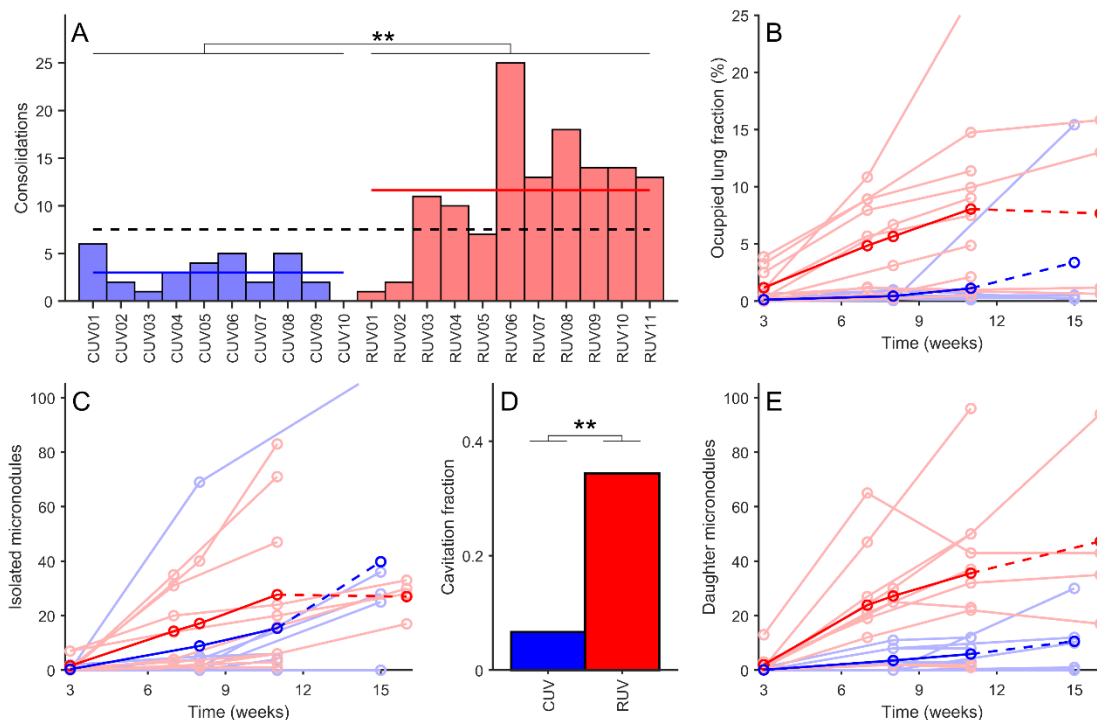 A
**
Consolidations
25
20
15
10
5
0
CUV01
CUV02
CUV03
CUV04
CUV05
CUV06
CUV07
CUV08
CUV09
CUV10
RUV01
RUV02
RUV03
RUV04
RUV05
RUV06
RUV07
RUV08
RUV09
RUV10
RUV11
B
Ocuppied lung fraction (%)
25
20
15
10
5
0
3
6
9
12
15
Time (weeks)
C
Isolated micronodules
100
80
60
40
20
0
3
6
9
12
15
Time (weeks)
D
**
Cavitation fraction
0.4
0.2
0
CUV
RUV
E
Daughter micronodules
100
80
60
40
20
0
3
6
9
12
15
Time (weeks)